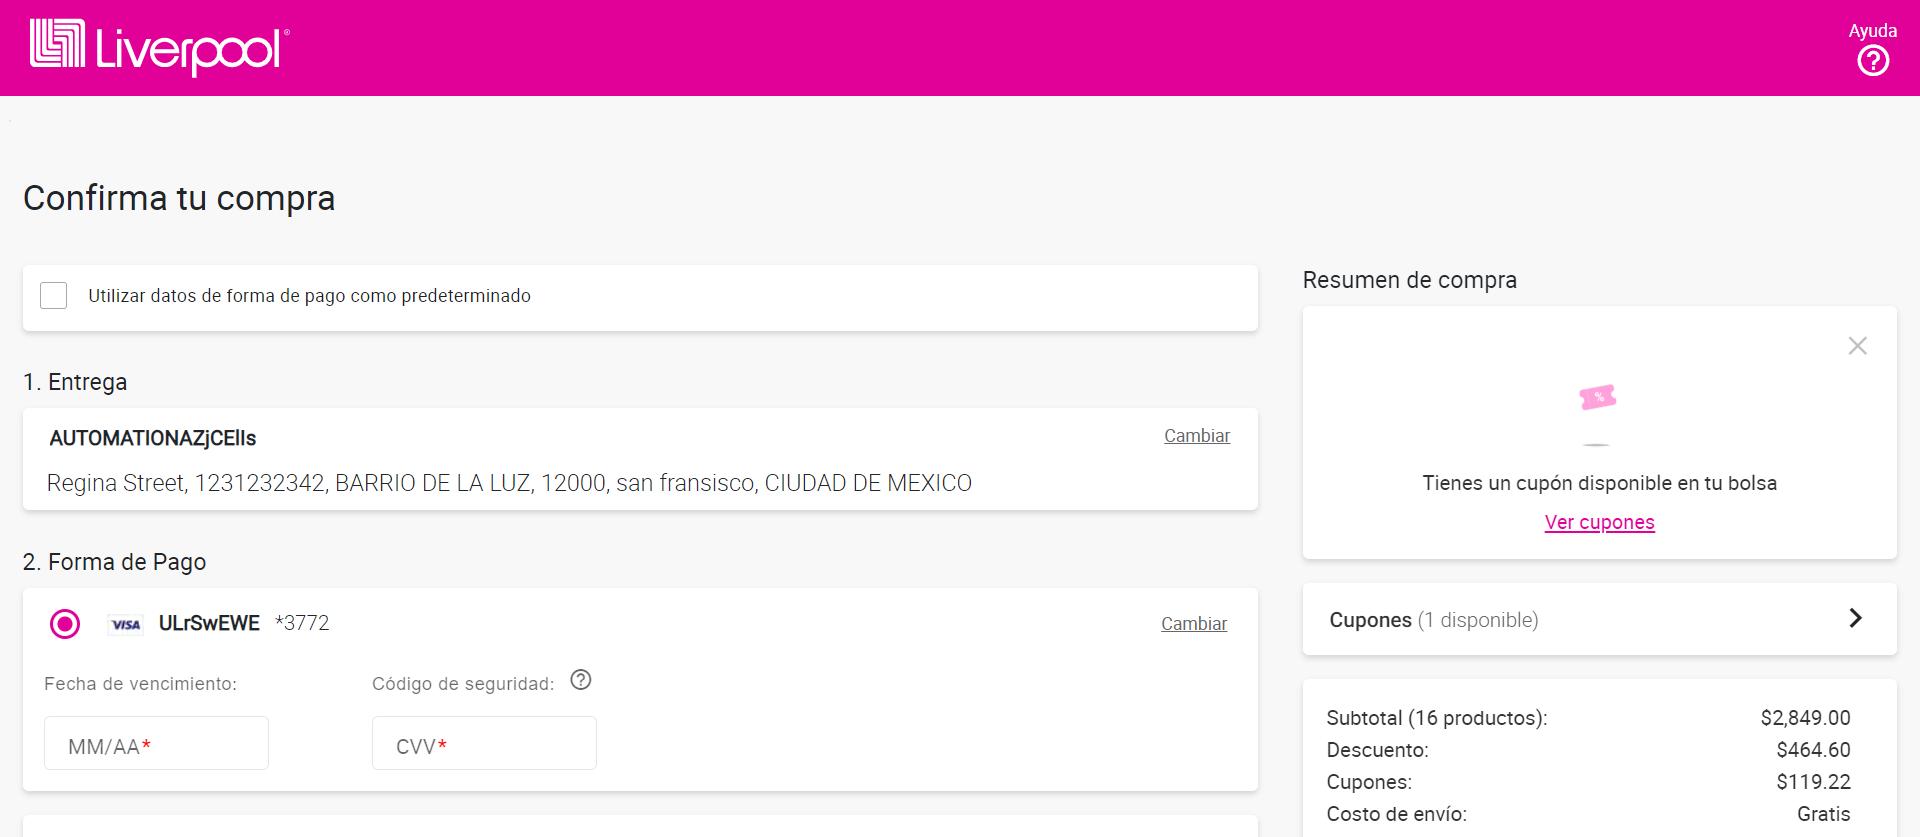 Liverpool®
Ayuda
Confirma tu compra
Utilizar datos de forma de pago como predeterminado
1. Entrega
AUTOMATIONAZjCElls
Cambiar
Regina Street, 1231232342, BARRIO DE LA LUZ, 12000, san fransisco, CIUDAD DE MEXICO
2. Forma de Pago
VISA ULrSwEWE *3772
Cambiar
Fecha de vencimiento:
Código de seguridad:
MM/AA*
CVV*
Resumen de compra
%
Tienes un cupón disponible en tu bolsa
Ver cupones
Cupones (1 disponible)
Subtotal (16 productos): $2,849.00
Descuento: $464.60
Cupones: $119.22
Costo de envío: Gratis